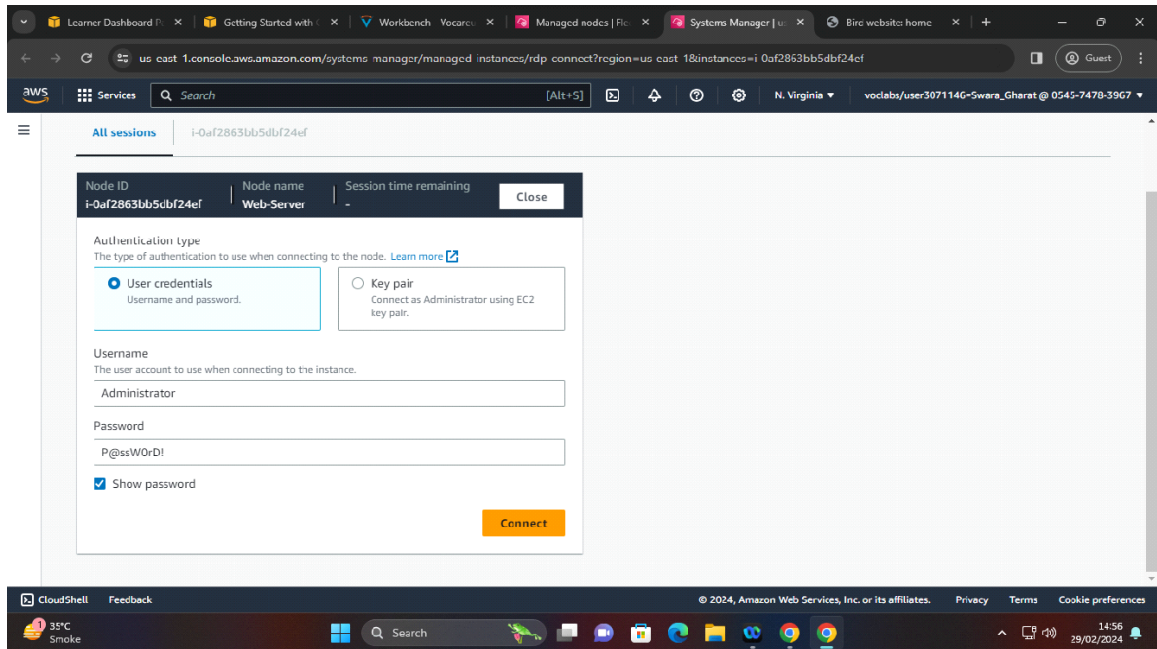 Learner Dashboard P
Getting Started with
Workbench - Vocareu
Managed nodes | Flee
Systems Manager | us
Bird website: home
us-east-1.console.aws.amazon.com/systems-manager/managed-instances/rdp-connect?region=us-east-1&instances=i-0af2863bb5dbf24ef
Guest
aws
Services
Search
[Alt+S]
N. Virginia
voclabs/user3071146=Swara_Gharat @ 0545-7478-3967
All sessions
i-0af2863bb5dbf24ef
Node ID
i-0af2863bb5dbf24ef
Node name
Web-Server
Session time remaining
-
Close
Authentication type
The type of authentication to use when connecting to the node. Learn more
User credentials
Username and password.
Key pair
Connect as Administrator using EC2
key pair.
Username
The user account to use when connecting to the instance.
Administrator
Password
P@ssW0rD!
Show password
Connect
CloudShell
Feedback
© 2024, Amazon Web Services, Inc. or its affiliates.
Privacy
Terms
Cookie preferences
1
35°C
Smoke
Search
14:56
29/02/2024